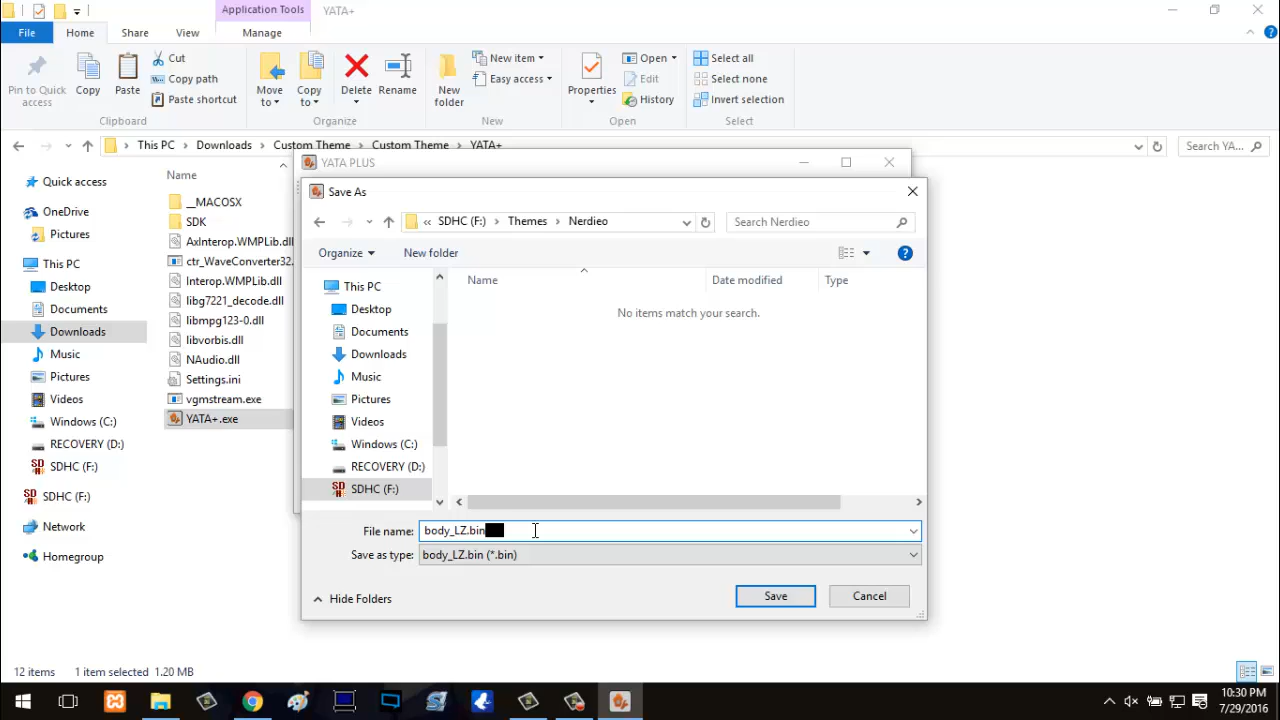 Application Tools
YATA+
File
Home
Share
View
Manage
Pin to Quick access
Copy
Paste
Cut
Copy path
Paste shortcut
Clipboard
Move to
Copy to
Delete
Rename
Organize
New folder
New item
Easy access
New
Properties
Open
Edit
History
Open
Select all
Select none
Invert selection
Select
This PC
Downloads
Custom Theme
Custom Theme
YATA+
Search YA...
Quick access
OneDrive
Pictures
This PC
Desktop
Documents
Downloads
Music
Pictures
Videos
Windows (C:)
RECOVERY (D:)
SDHC (F:)
SDHC (F:)
Network
Homegroup
Name
__MACOSX
SDK
AxInterop.WMPLib.dll
ctr_WaveConverter32.
Interop.WMPLib.dll
libg7221_decode.dll
libmpg123-0.dll
libvorbis.dll
NAudio.dll
Settings.ini
vgmstream.exe
YATA+.exe
YATA PLUS
Save As
« SDHC (F:)
Themes
Nerdieo
Search Nerdieo
Organize
New folder
This PC
Desktop
Documents
Downloads
Music
Pictures
Videos
Windows (C:)
RECOVERY (D:)
SDHC (F:)
Name
Date modified
Type
No items match your search.
File name:
body_LZ.bin
Save as type:
body_LZ.bin (*.bin)
Hide Folders
Save
Cancel
12 items
1 item selected
1.20 MB
10:30 PM
7/29/2016